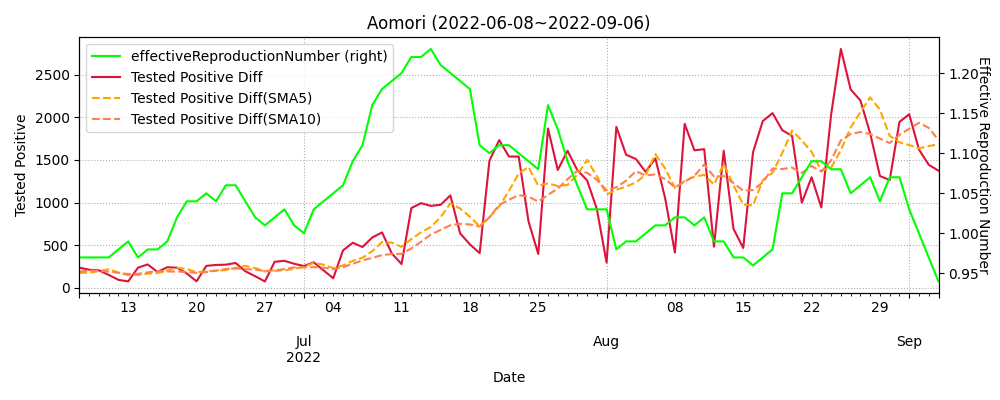 Aomori (2022-06-08~2022-09-06)
effectiveReproductionNumber (right)
Tested Positive Diff
Tested Positive Diff(SMA5)
Tested Positive Diff(SMA10)
Tested Positive
2500
2000
1500
1000
500
0
Effective Reproduction Number
1.20
1.15
1.10
1.05
1.00
0.95
13 20 27 04 11 18 25 08 15 22 29
Jul Aug Sep
2022
Date